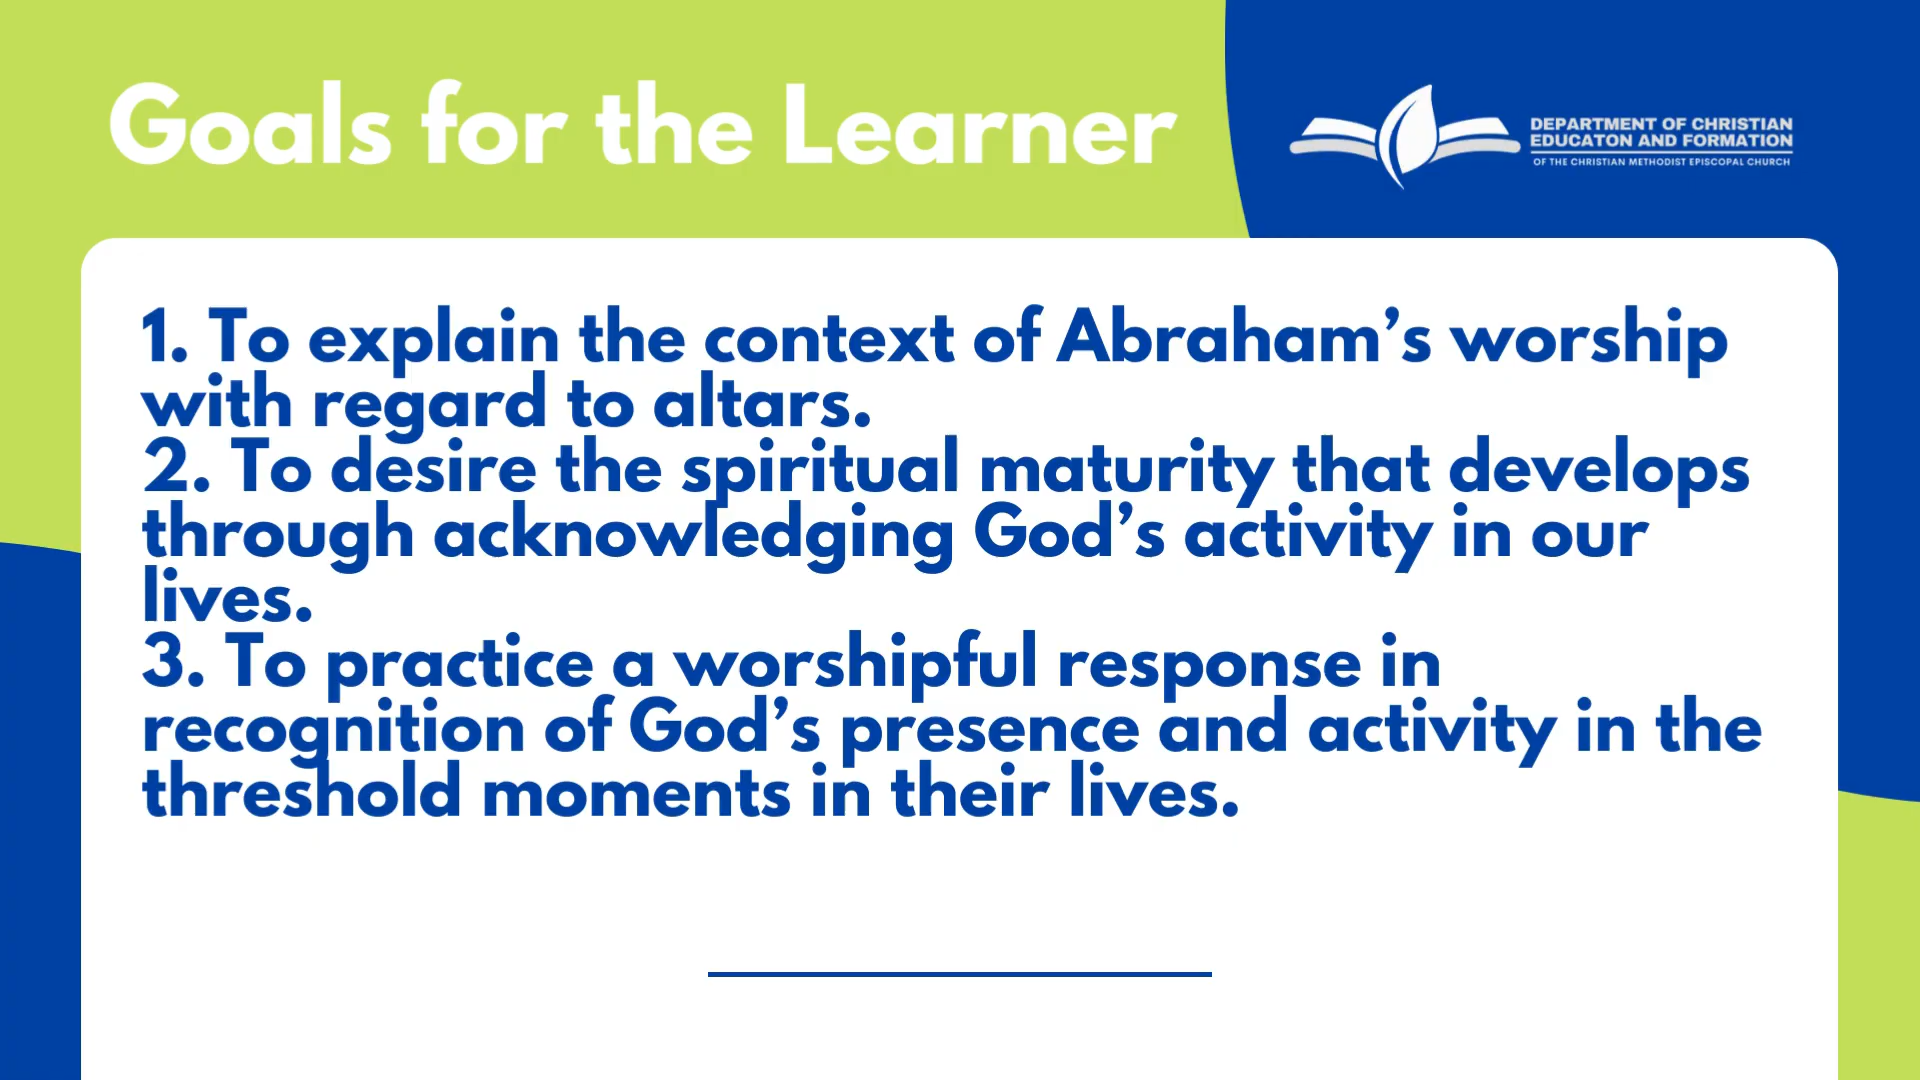 Goals for the Learner
DEPARTMENT OF CHRISTIAN
EDUCATON AND FORMATION
OF THE CHRISTIAN METHODIST EPISCOPAL CHURCH
1. To explain the context of Abraham’s worship
with regard to altars.
2. To desire the spiritual maturity that develops
through acknowledging God’s activity in our
lives.
3. To practice a worshipful response in
recognition of God’s presence and activity in the
threshold moments in their lives.